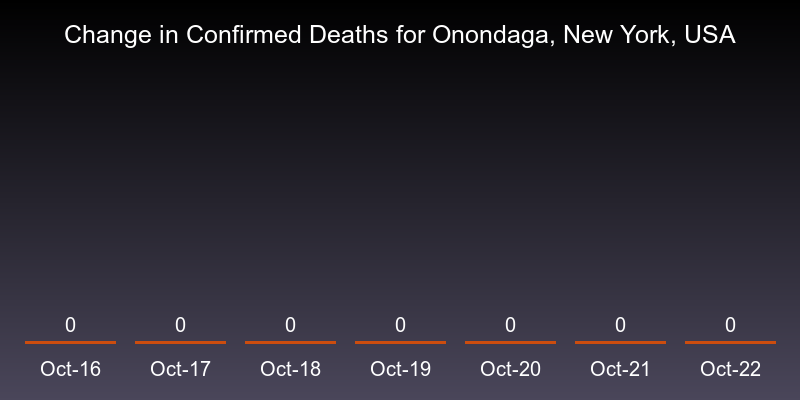 Change in Confirmed Deaths for Onondaga, New York, USA
0 0 0 0 0 0 0
Oct-16 Oct-17 Oct-18 Oct-19 Oct-20 Oct-21 Oct-22